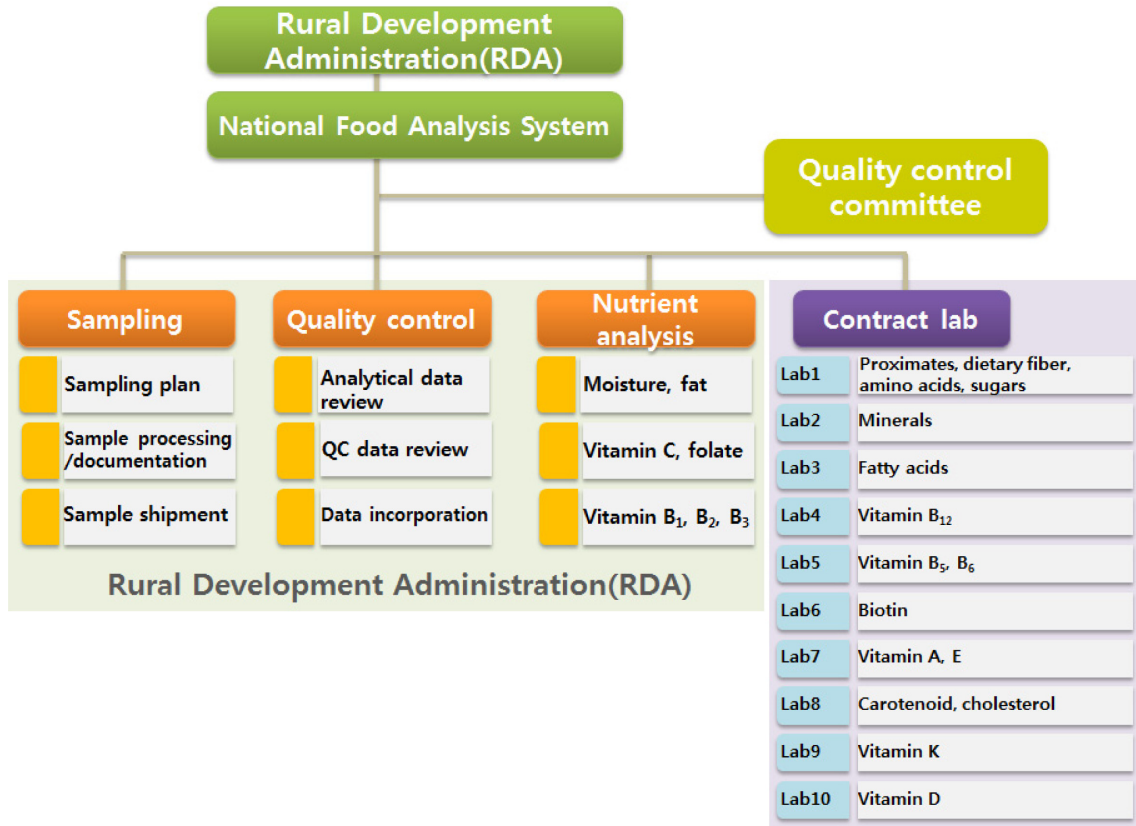 Rural Development
Administration(RDA)
National Food Analysis System
Quality control
committee
Sampling
Sampling plan
Sample processing
/documentation
Sample shipment
Quality control
Analytical data
review
QC data review
Data incorporation
Nutrient
analysis
Moisture, fat
Vitamin C, folate
Vitamin B₁, B₂, B₃
Rural Development Administration(RDA)
Contract lab
Lab1 Proximates, dietary fiber,
amino acids, sugars
Lab2 Minerals
Lab3 Fatty acids
Lab4 Vitamin B₁₂
Lab5 Vitamin B₅, B₆
Lab6 Biotin
Lab7 Vitamin A, E
Lab8 Carotenoid, cholesterol
Lab9 Vitamin K
Lab10 Vitamin D